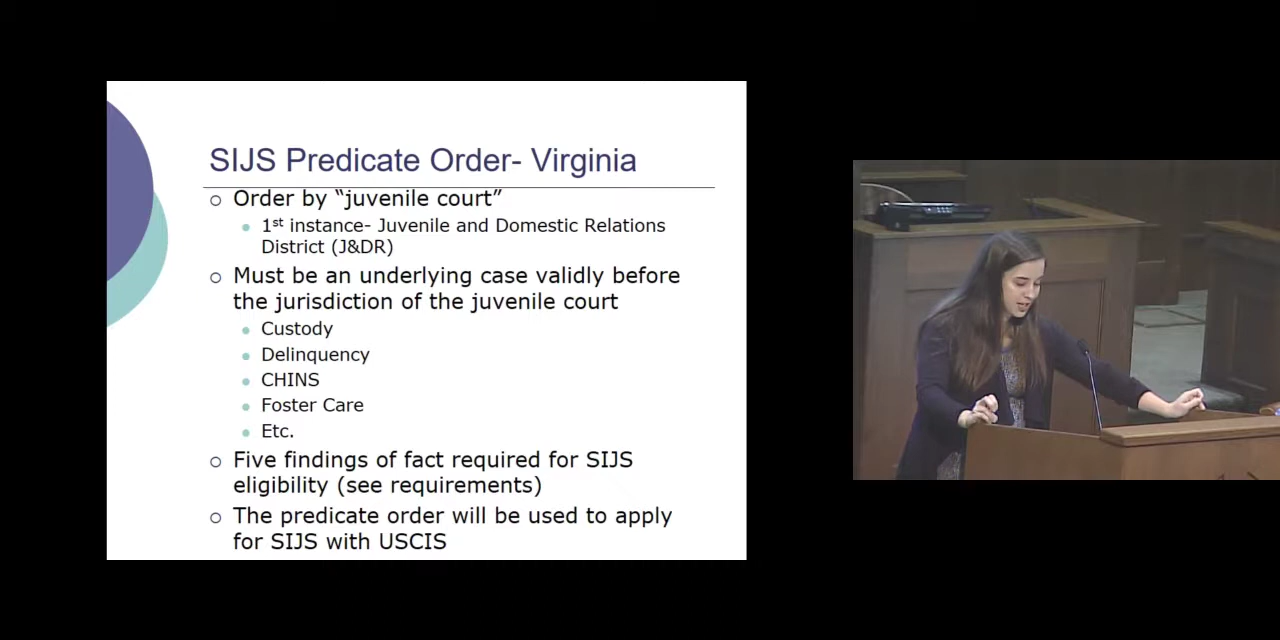 SIJS Predicate Order- Virginia
Order by “juvenile court”
1st instance- Juvenile and Domestic Relations
District (J&DR)
Must be an underlying case validly before
the jurisdiction of the juvenile court
Custody
Delinquency
CHINS
Foster Care
Etc.
Five findings of fact required for SIJS
eligibility (see requirements)
The predicate order will be used to apply
for SIJS with USCIS